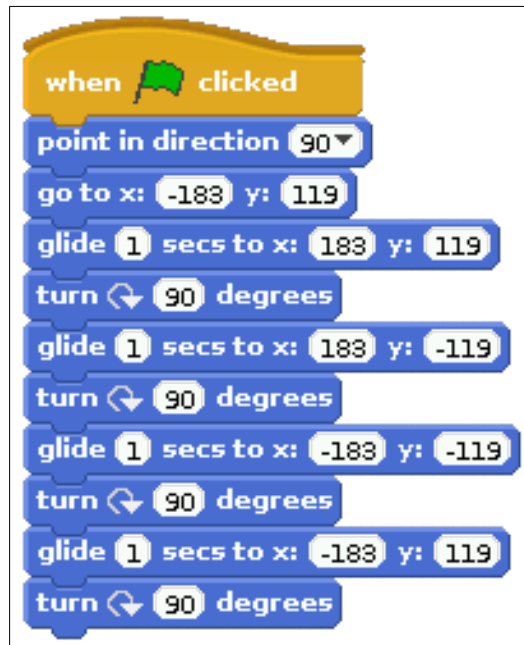 when clicked
point in direction 90
go to x: -183 y: 119
glide 1 secs to x: 183 y: 119
turn 90 degrees
glide 1 secs to x: 183 y: -119
turn 90 degrees
glide 1 secs to x: -183 y: -119
turn 90 degrees
glide 1 secs to x: -183 y: 119
turn 90 degrees